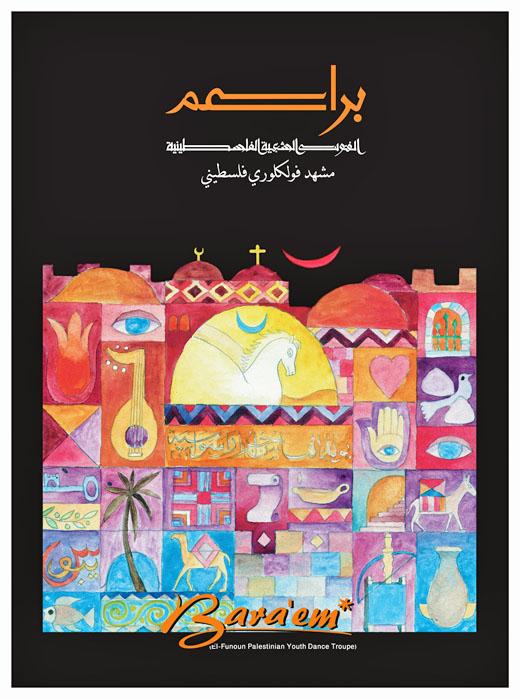 براعم
الفنون الشعبية الفلسطينية
مشهد فولكلوري فلسطيني
Bara'em*
(El-Funoun Palestinian Youth Dance Troupe)